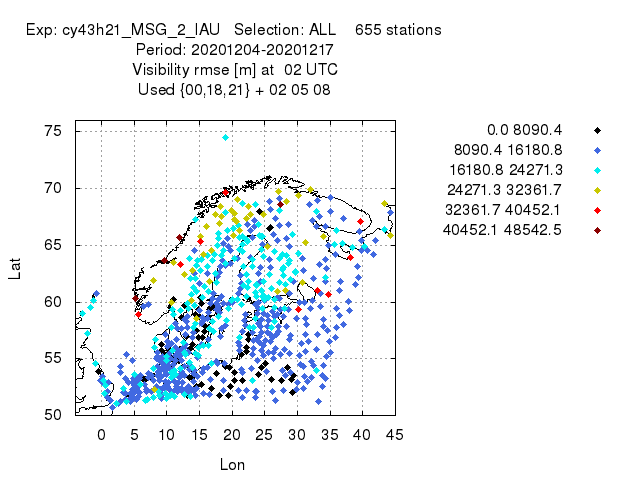 Exp: cy43h21_MSG_2_IAU Selection: ALL 655 stations
Period: 20201204-20201217
Visibility rmse [m] at 02 UTC
Used {00,18,21} + 02 05 08
75
70
65
60
55
50
Lat
0 5 10 15 20 25 30 35 40 45
Lon
0.0 8090.4
8090.4 16180.8
16180.8 24271.3
24271.3 32361.7
32361.7 40452.1
40452.1 48542.5